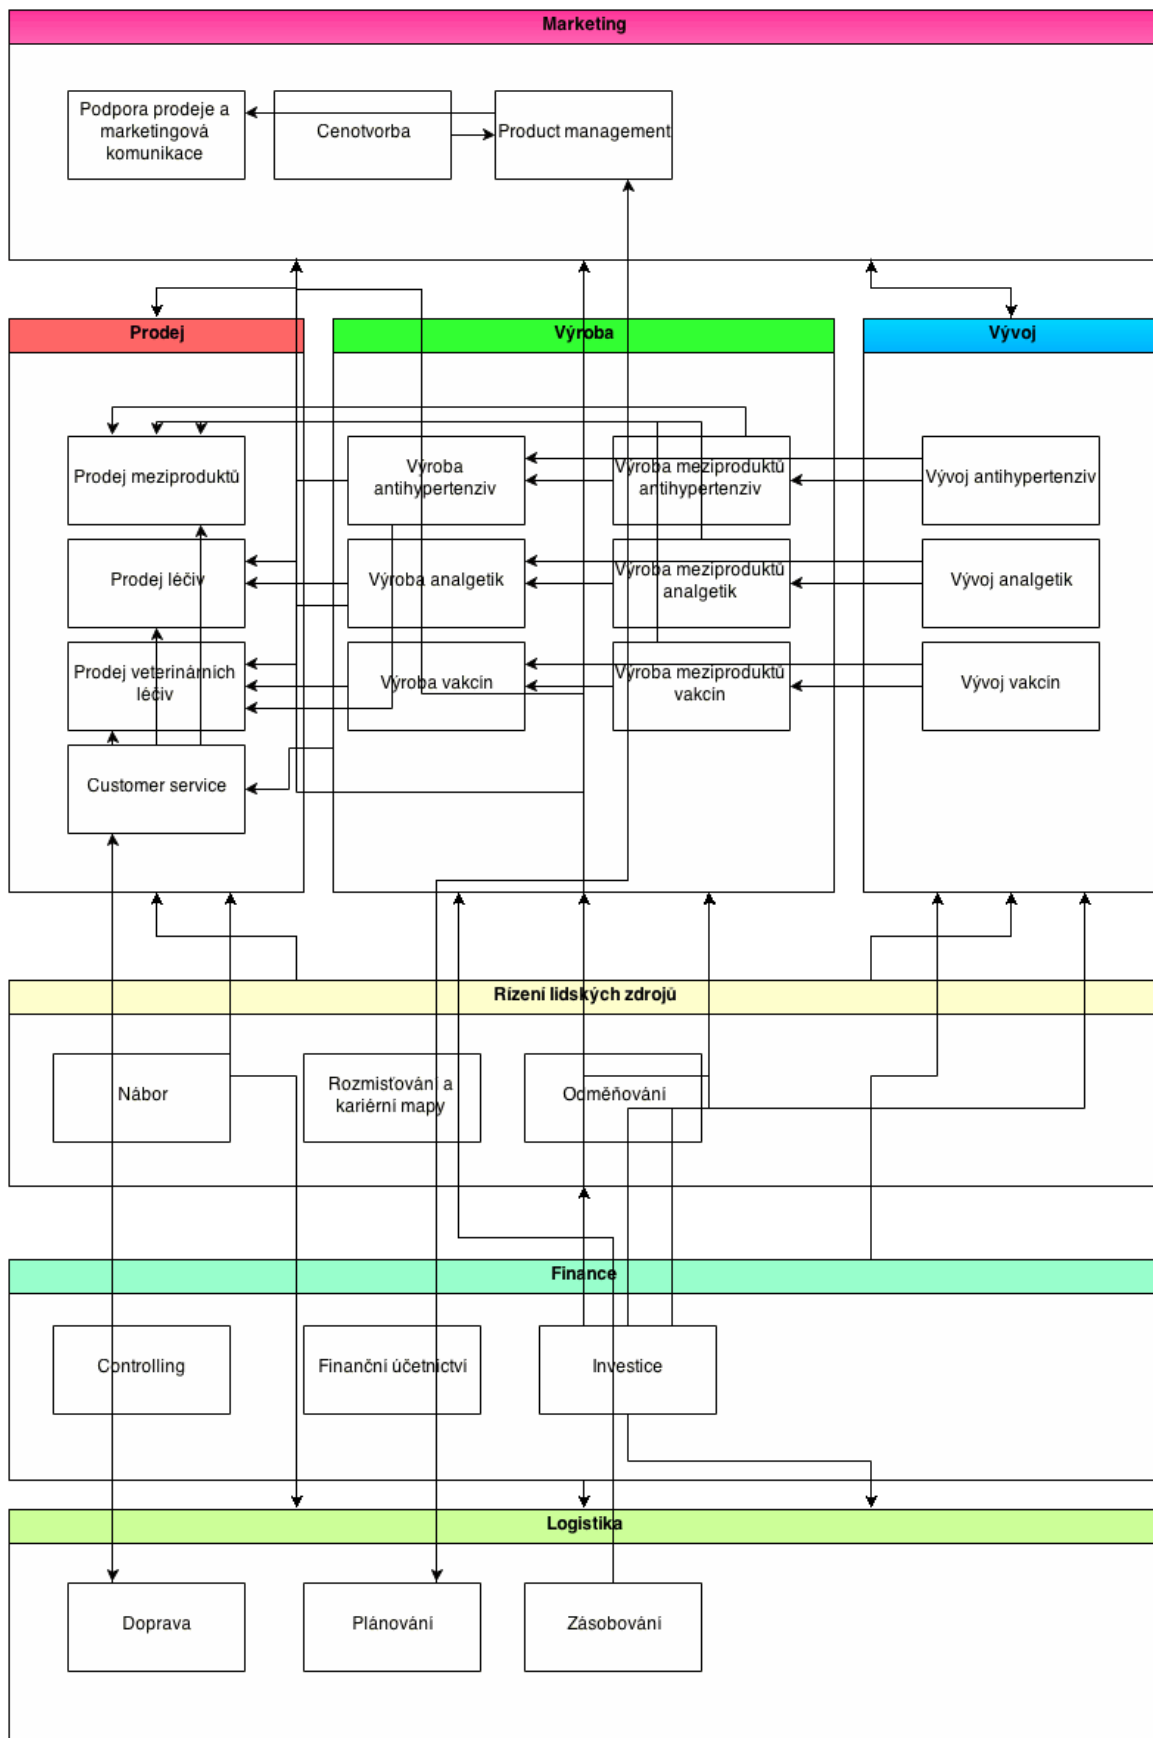 Marketing
Podpora prodeje a
marketingová
komunikace
Cenotvorba
Product management
Prodej
Výroba
Vývoj
Prodej meziproduktů
Výroba
antihypertenziv
Výroba meziproduktů
antihypertenziv
Vývoj antihypertenziv
Prodej léčiv
Výroba analgetik
Výroba meziproduktů
analgetik
Vývoj analgetik
Prodej veterinárních
léčiv
Výroba vakcín
Výroba meziproduktů
vakcín
Vývoj vakcín
Customer service
Řízení lidských zdrojů
Nábor
Rozmisťování a
kariérní mapy
Odměňování
Finance
Controlling
Finanční účetnictví
Investice
Logistika
Doprava
Plánování
Zásobování